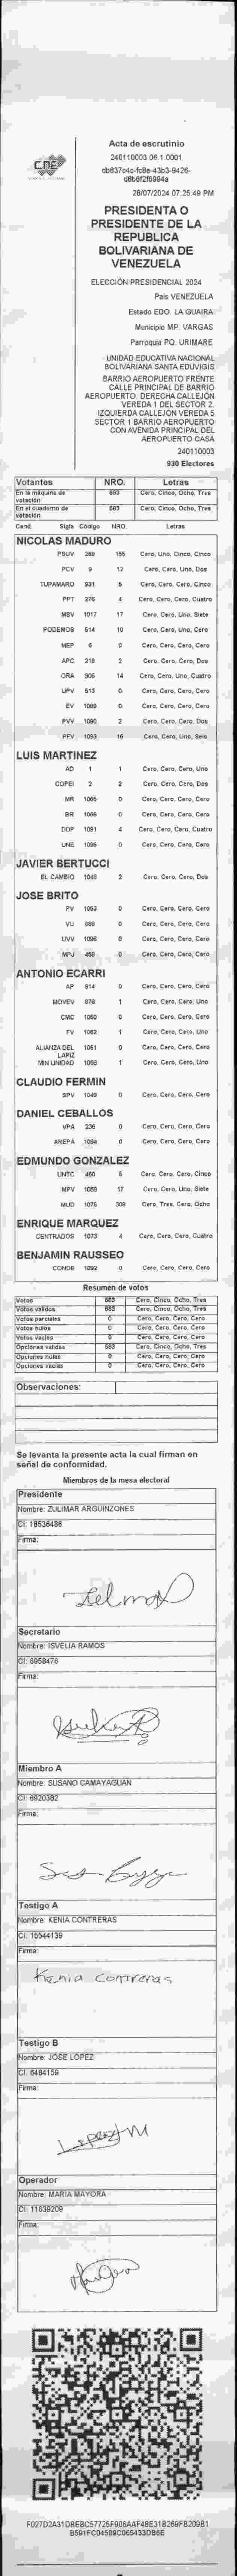 CNE
Acta de escrutinio
240110003.06.1.0001
db837c4c-fc8e-43b3-9426-
d8b6f2f6994a
28/07/2024 07:25:49 PM
PRESIDENTA O
PRESIDENTE DE LA
REPUBLICA
BOLIVARIANA DE
VENEZUELA
ELECCIÓN PRESIDENCIAL 2024
País VENEZUELA
Estado EDO. LA GUAIRA
Municipio MP. VARGAS
Parroquia PQ. URIMARE
UNIDAD EDUCATIVA NACIONAL
BOLIVARIANA SANTA EDUVIGIS
BARRIO AEROPUERTO FRENTE
CALLE PRINCIPAL DE BARRIO
AEROPUERTO. DERECHA CALLEJÓN
VEREDA 1 DEL SECTOR 2.
IZQUIERDA CALLEJÓN VEREDA 5
SECTOR 1 BARRIO AEROPUERTO
CON AVENIDA PRINCIPAL DEL
AEROPUERTO CASA
240110003
930 Electores
Votantes NRO. Letras
En la máquina de votación 583 Cero, Cinco, Ocho, Tres
En el cuaderno de votación 583 Cero, Cinco, Ocho, Tres
Cand. Sigla Código NRO. Letras
NICOLAS MADURO
PSUV 269 155 Cero, Uno, Cinco, Cinco
PCV 9 12 Cero, Cero, Uno, Dos
TUPAMARO 931 5 Cero, Cero, Cero, Cinco
PPT 275 4 Cero, Cero, Cero, Cuatro
MSV 1017 17 Cero, Cero, Uno, Siete
PODEMOS 514 10 Cero, Cero, Uno, Cero
MEP 6 0 Cero, Cero, Cero, Cero
APC 218 2 Cero, Cero, Cero, Dos
ORA 906 14 Cero, Cero, Uno, Cuatro
UPV 513 0 Cero, Cero, Cero, Cero
EV 1089 0 Cero, Cero, Cero, Cero
PVV 1090 2 Cero, Cero, Cero, Dos
PFV 1093 16 Cero, Cero, Uno, Seis
LUIS MARTINEZ
AD 1 1 Cero, Cero, Cero, Uno
COPEI 2 2 Cero, Cero, Cero, Dos
MR 1065 0 Cero, Cero, Cero, Cero
BR 1066 0 Cero, Cero, Cero, Cero
DDP 1091 4 Cero, Cero, Cero, Cuatro
UNE 1095 0 Cero, Cero, Cero, Cero
JAVIER BERTUCCI
EL CAMBIO 1048 2 Cero, Cero, Cero, Dos
JOSE BRITO
PV 1053 0 Cero, Cero, Cero, Cero
VU 668 0 Cero, Cero, Cero, Cero
UVV 1096 0 Cero, Cero, Cero, Cero
MPJ 458 0 Cero, Cero, Cero, Cero
ANTONIO ECARRI
AP 614 0 Cero, Cero, Cero, Cero
MOVEV 978 1 Cero, Cero, Cero, Uno
CMC 1050 0 Cero, Cero, Cero, Cero
FV 1062 1 Cero, Cero, Cero, Uno
ALIANZA DEL LAPIZ 1051 0 Cero, Cero, Cero, Cero
MIN UNIDAD 1058 1 Cero, Cero, Cero, Uno
CLAUDIO FERMIN
SPV 1049 0 Cero, Cero, Cero, Cero
DANIEL CEBALLOS
VPA 236 0 Cero, Cero, Cero, Cero
AREPA 1094 0 Cero, Cero, Cero, Cero
EDMUNDO GONZALEZ
UNTC 460 5 Cero, Cero, Cero, Cinco
MPV 1069 17 Cero, Cero, Uno, Siete
MUD 1075 308 Cero, Tres, Cero, Ocho
ENRIQUE MARQUEZ
CENTRADOS 1073 4 Cero, Cero, Cero, Cuatro
BENJAMIN RAUSSEO
CONDE 1092 0 Cero, Cero, Cero, Cero
Resumen de votos
Votos 583 Cero, Cinco, Ocho, Tres
Votos validos 583 Cero, Cinco, Ocho, Tres
Votos parciales 0 Cero, Cero, Cero, Cero
Votos nulos 0 Cero, Cero, Cero, Cero
Votos vacios 0 Cero, Cero, Cero, Cero
Opciones validas 583 Cero, Cinco, Ocho, Tres
Opciones nulas 0 Cero, Cero, Cero, Cero
Opciones vacias 0 Cero, Cero, Cero, Cero
Observaciones:
Se levanta la presente acta la cual firman en
señal de conformidad.
Miembros de la mesa electoral
Presidente
Nombre: ZULIMAR ARGUINZONES
CI: 18536486
Firma:
Secretario
Nombre: ISVELIA RAMOS
CI: 6958476
Firma:
Miembro A
Nombre: SUSANO CAMAYAGUAN
CI: 6920382
Firma:
Testigo A
Nombre: KENIA CONTRERAS
CI: 15544139
Firma:
Kenia Contreras
Testigo B
Nombre: JOSE LOPEZ
CI: 6484159
Firma:
Operador
Nombre: MARIA MAYORA
CI: 11639209
Firma: